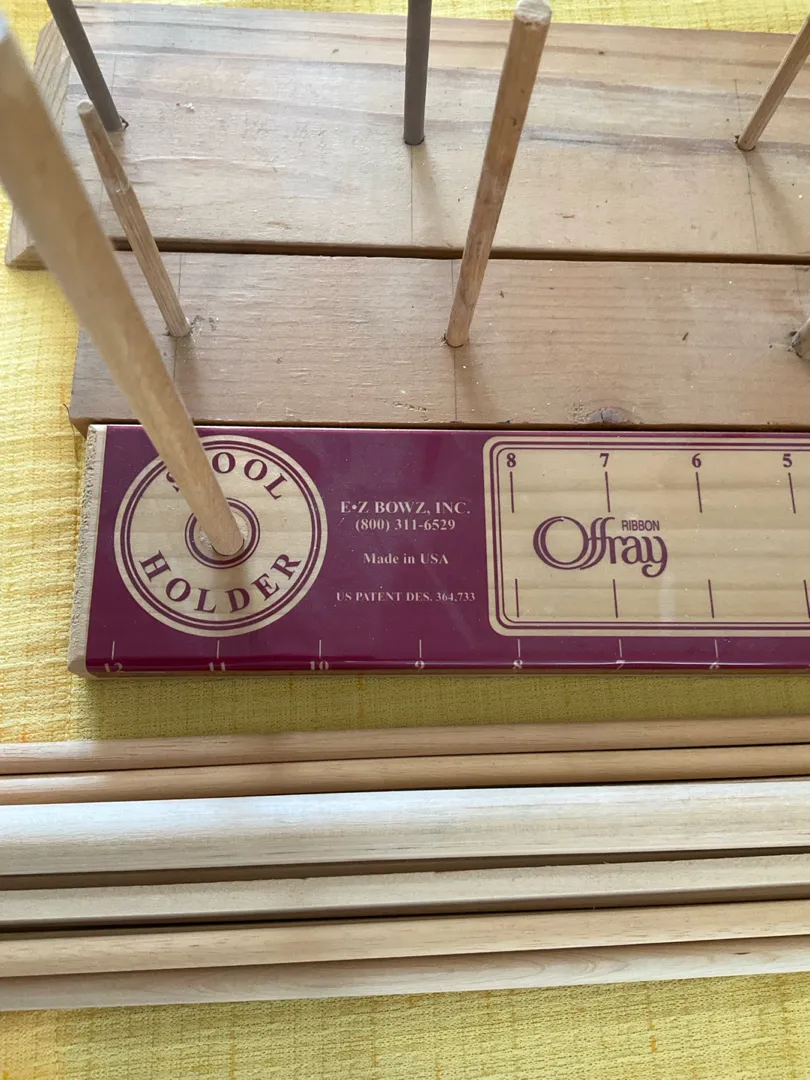 SPOOL
HOLDER
E•Z BOWZ, INC.
(800) 311-6529
Made in USA
US PATENT DES. 364,733
8 7 6 5
RIBBON
Offray
12 11 10 9 8 7 6